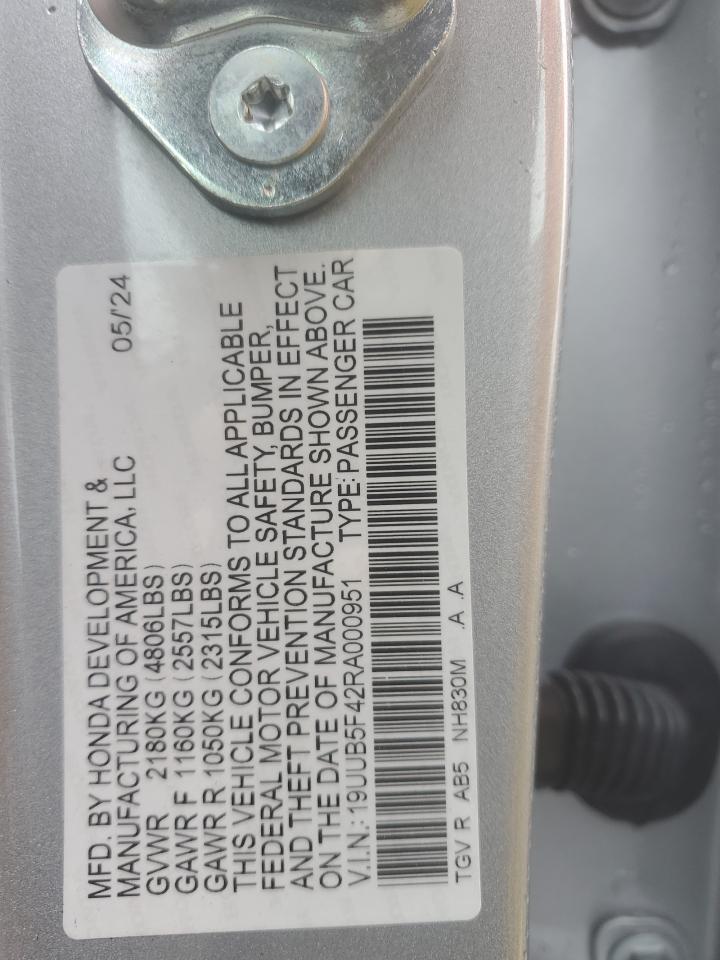 MFD. BY HONDA DEVELOPMENT & 05/'24
MANUFACTURING OF AMERICA, LLC
GVWR 2180KG (4806LBS)
GAWR F 1160KG (2557LBS)
GAWR R 1050KG (2315LBS)
THIS VEHICLE CONFORMS TO ALL APPLICABLE
FEDERAL MOTOR VEHICLE SAFETY, BUMPER,
AND THEFT PREVENTION STANDARDS IN EFFECT
ON THE DATE OF MANUFACTURE SHOWN ABOVE.
V.I.N.: 19UUB5F42RA000951 TYPE: PASSENGER CAR
TGV R AB5 NH830M .A .A